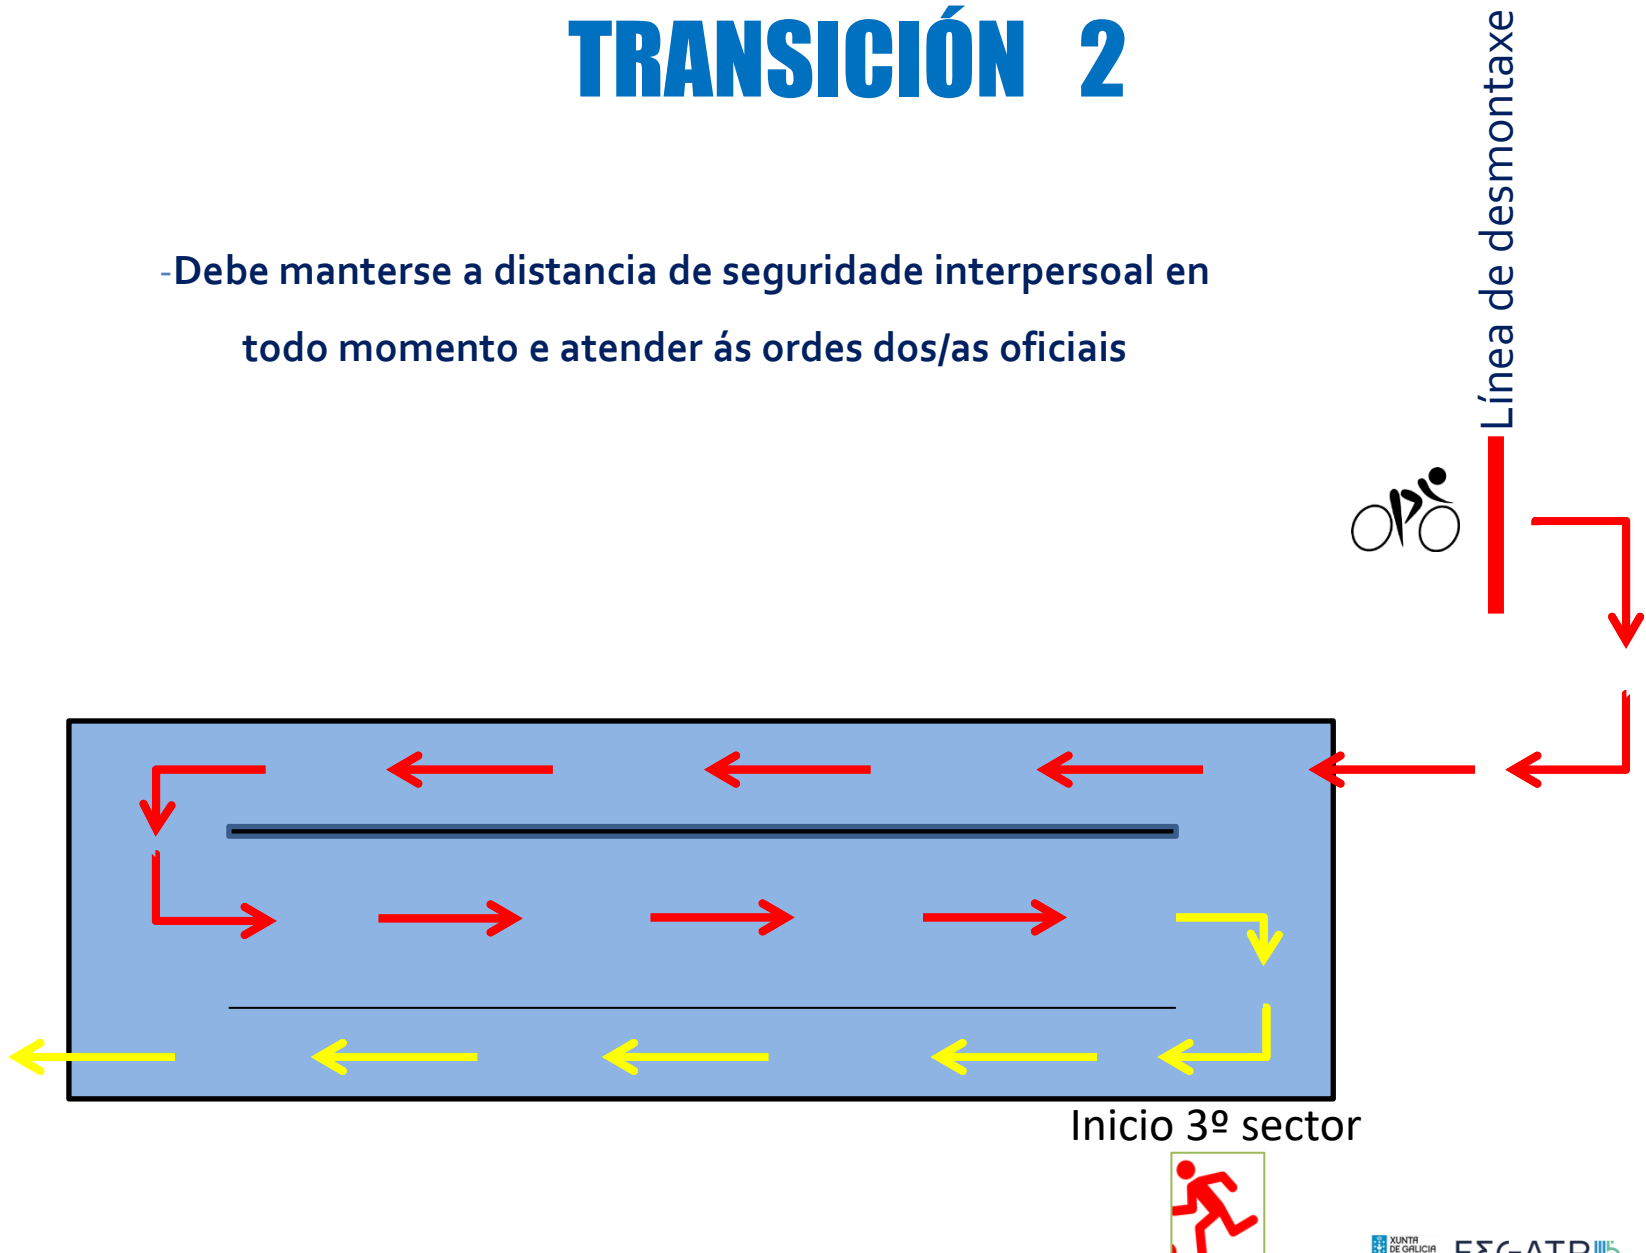 TRANSICIÓN 2
Línea de desmontaxe
-Debe manterse a distancia de seguridade interpersoal en
todo momento e atender ás ordes dos/as oficiais
Inicio 3º sector
XUNTA
DE GALICIA